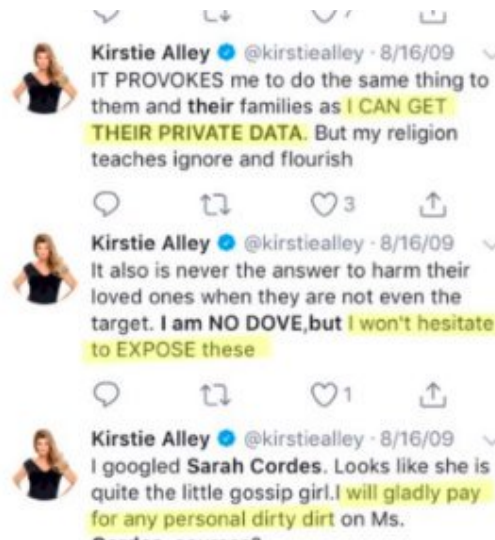 Kirstie Alley @kirstiealley · 8/16/09
IT PROVOKES me to do the same thing to
them and their families as I CAN GET
THEIR PRIVATE DATA. But my religion
teaches ignore and flourish
3
Kirstie Alley @kirstiealley · 8/16/09
It also is never the answer to harm their
loved ones when they are not even the
target. I am NO DOVE,but I won't hesitate
to EXPOSE these
1
Kirstie Alley @kirstiealley · 8/16/09
I googled Sarah Cordes. Looks like she is
quite the little gossip girl.I will gladly pay
for any personal dirty dirt on Ms.